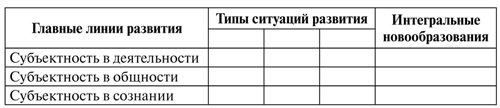 Главные линии развития
Типы ситуаций развития
Интегральные
новообразования
Субъектность в деятельности
Субъектность в общности
Субъектность в сознании